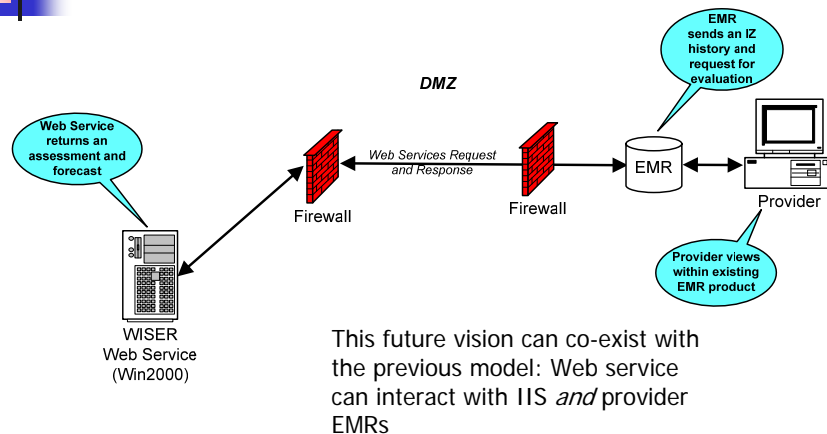 EMR
sends an IZ
history and
request for
evaluation
DMZ
Web Service
returns an
assessment and
forecast
Web Services Request
and Response
Firewall
Firewall
EMR
Provider
Provider views
within existing
EMR product
WISER
Web Service
(Win2000)
This future vision can co-exist with
the previous model: Web service
can interact with IIS and provider
EMRs